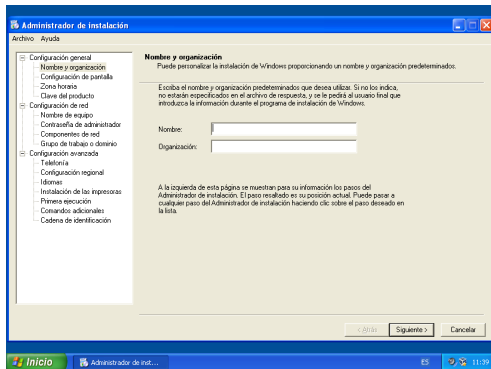 Administrador de instalación
Archivo Ayuda
Configuración general
Nombre y organización
Configuración de pantalla
Zona horaria
Clave del producto
Configuración de red
Nombre de equipo
Contraseña de administrador
Componentes de red
Grupo de trabajo o dominio
Configuración avanzada
Telefonía
Configuración regional
Idiomas
Instalación de las impresoras
Primera ejecución
Comandos adicionales
Cadena de identificación
Nombre y organización
Puede personalizar la instalación de Windows proporcionando un nombre y organización predeterminados.
Escriba el nombre y organización predeterminados que desea utilizar. Si no los indica,
no estarán especificados en el archivo de respuesta, y se le pedirá al usuario final que
introduzca la información durante el programa de instalación de Windows.
Nombre:
Organización:
A la izquierda de esta página se muestran para su información los pasos del
Administrador de instalación. El paso resaltado es su posición actual. Puede pasar a
cualquier paso del Administrador de instalación haciendo clic sobre el paso deseado en
la lista.
< Atrás
Siguiente >
Cancelar
Inicio
Administrador de inst...
ES
11:39